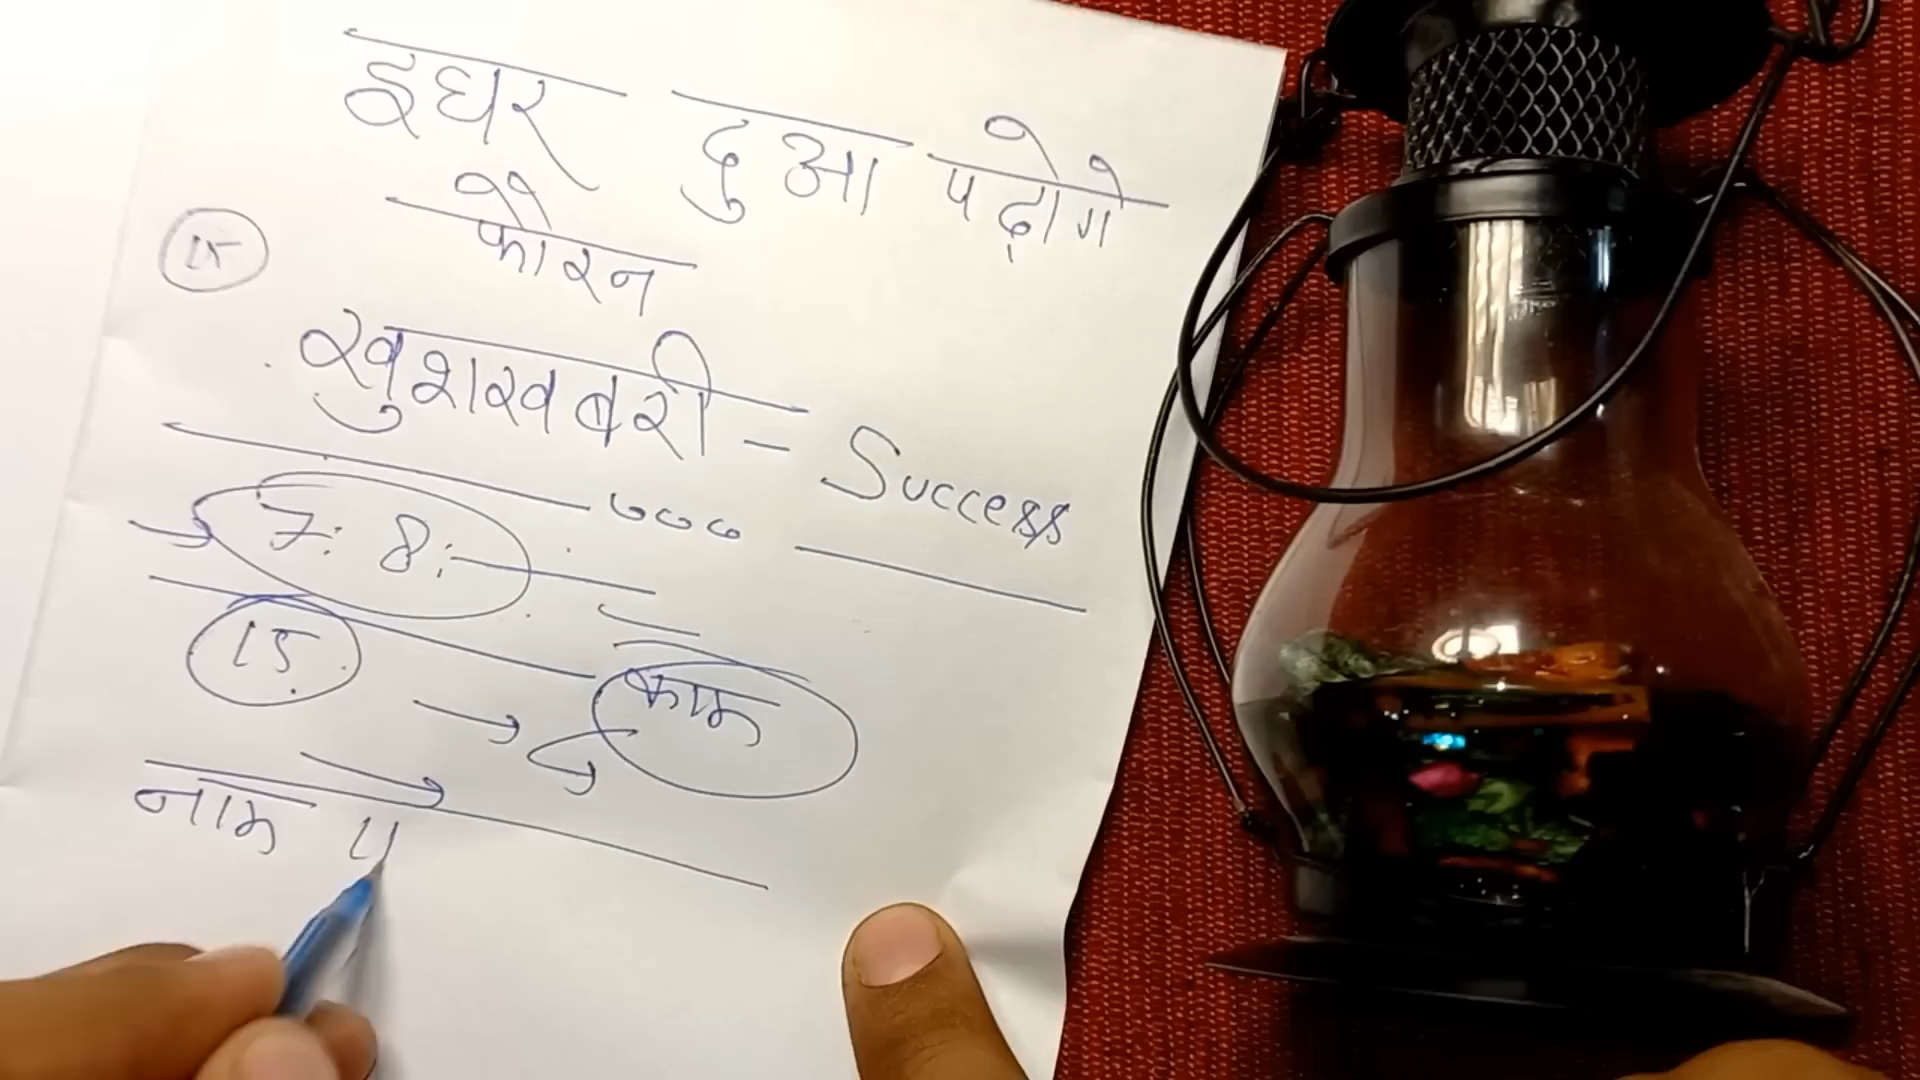 इधर दुआ पढ़ोगे
फौरन
15
खुशखबरी = Success
7: 8:
15
काम
नाम